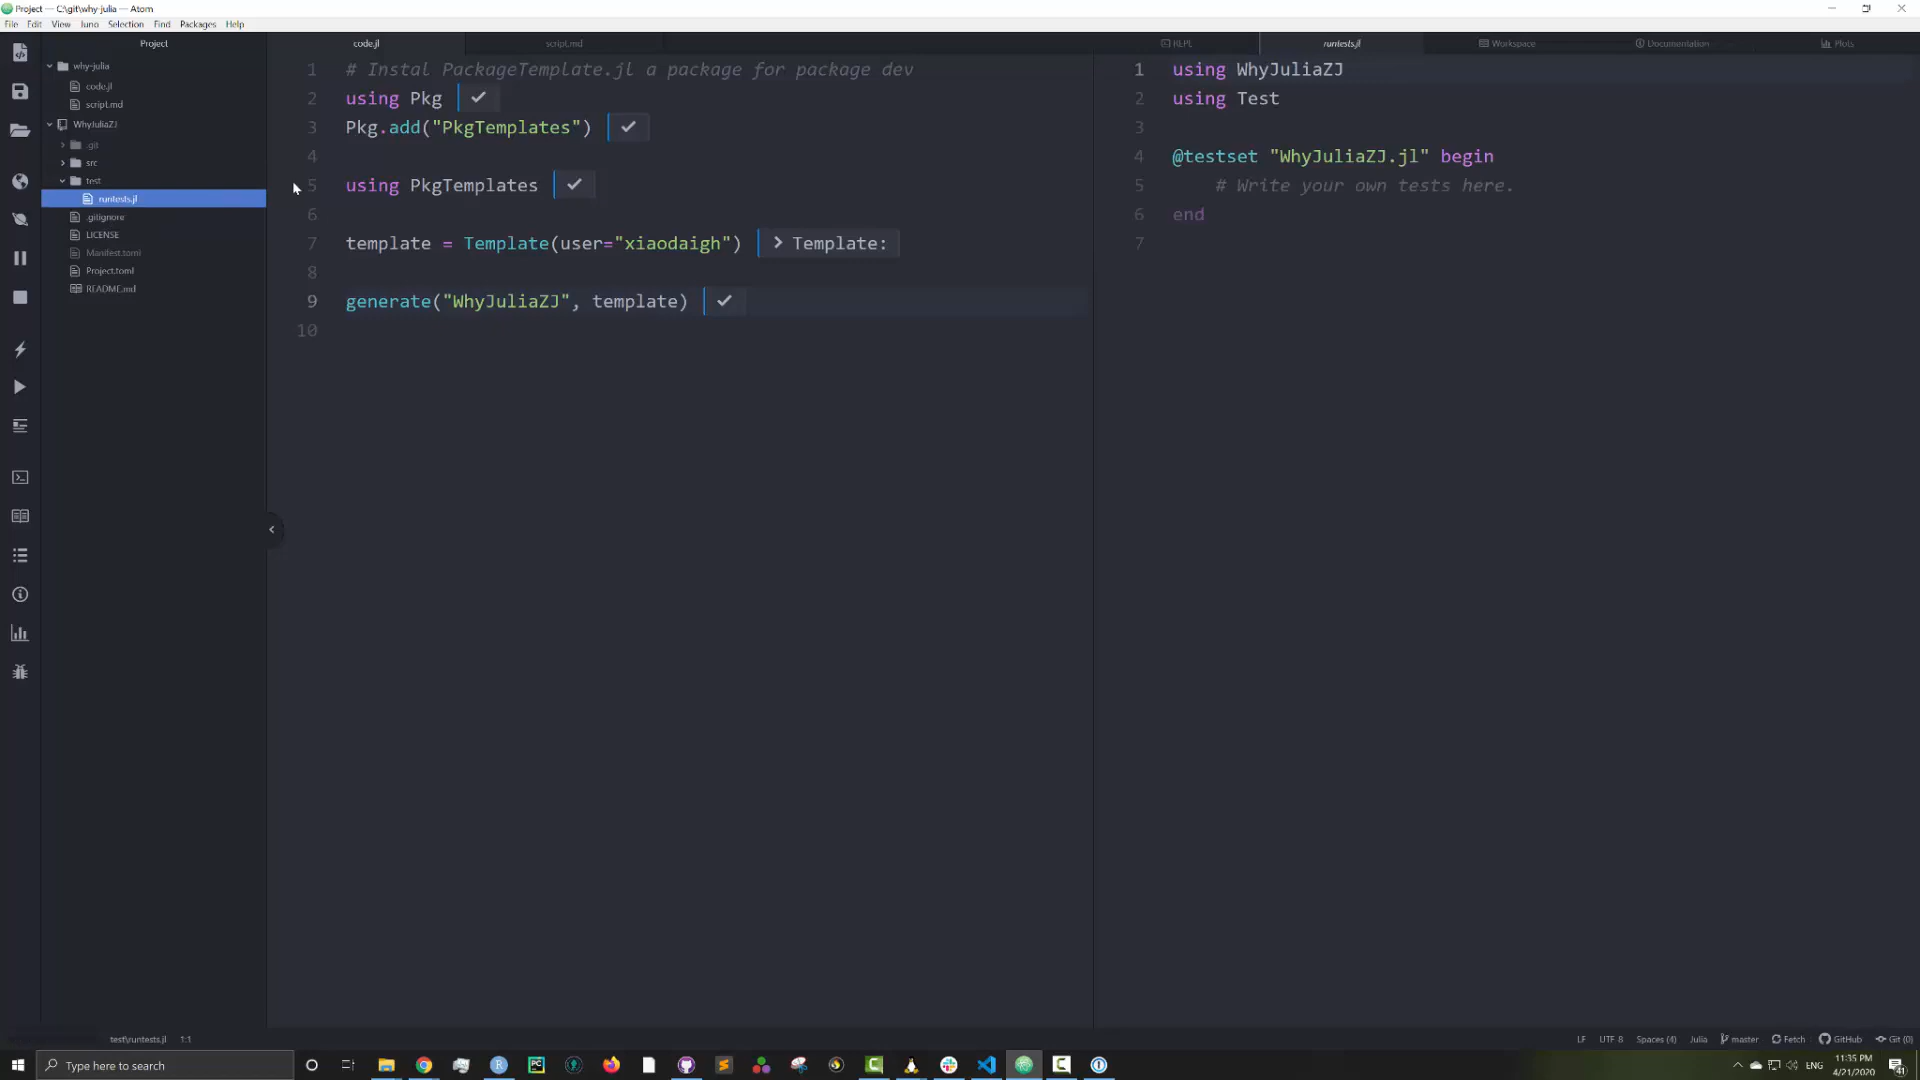 Project — C:\git\why-julia — Atom
File Edit View Juno Selection Find Packages Help
Project
why-julia
code.jl
script.md
WhyJuliaZJ
.git
src
test
runtests.jl
.gitignore
LICENSE
Manifest.toml
Project.toml
README.md
code.jl script.md
1 # Instal PackageTemplate.jl a package for package dev
2 using Pkg
3 Pkg.add("PkgTemplates")
4
5 using PkgTemplates
6
7 template = Template(user="xiaodaigh") > Template:
8
9 generate("WhyJuliaZJ", template)
10
REPL runtests.jl Workspace Documentation Plots
1 using WhyJuliaZJ
2 using Test
3
4 @testset "WhyJuliaZJ.jl" begin
5 # Write your own tests here.
6 end
7
test\runtests.jl 1:1
LF UTF-8 Spaces (4) Julia master Fetch GitHub Git (0)
Type here to search
ENG
11:35 PM
4/21/2020
41